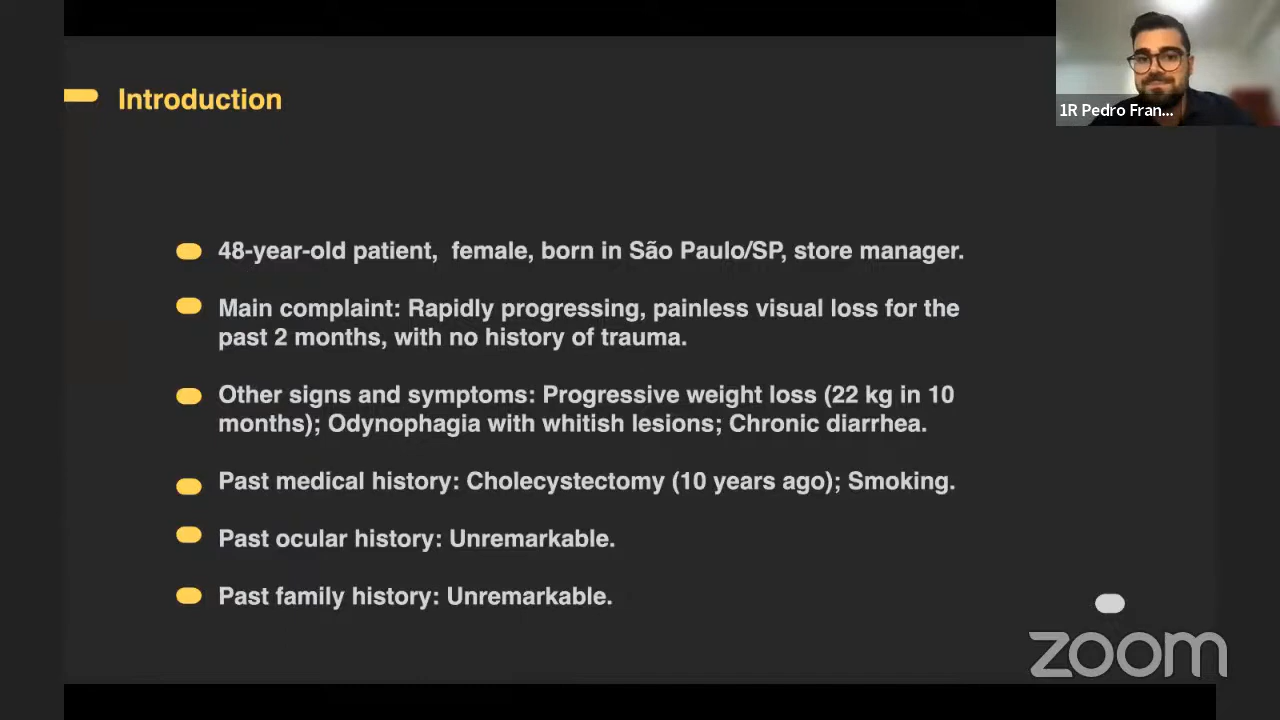 1R Pedro Fran...
Introduction
48-year-old patient, female, born in São Paulo/SP, store manager.
Main complaint: Rapidly progressing, painless visual loss for the
past 2 months, with no history of trauma.
Other signs and symptoms: Progressive weight loss (22 kg in 10
months); Odynophagia with whitish lesions; Chronic diarrhea.
Past medical history: Cholecystectomy (10 years ago); Smoking.
Past ocular history: Unremarkable.
Past family history: Unremarkable.
zoom